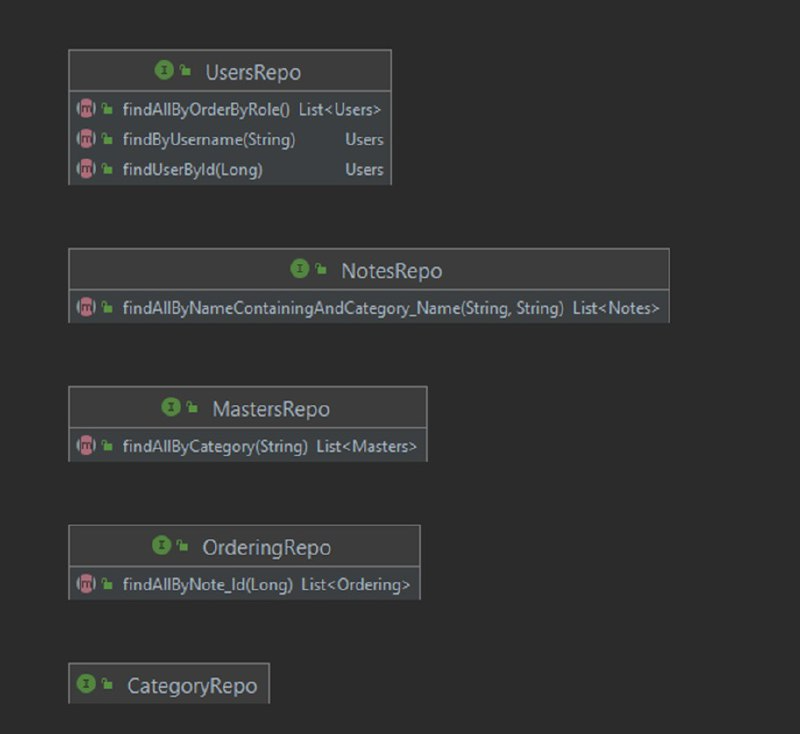 UsersRepo
findAllByOrderByRole() List<Users>
findByUsername(String) Users
findUserById(Long) Users
NotesRepo
findAllByNameContainingAndCategory_Name(String, String) List<Notes>
MastersRepo
findAllByCategory(String) List<Masters>
OrderingRepo
findAllByNote_Id(Long) List<Ordering>
CategoryRepo